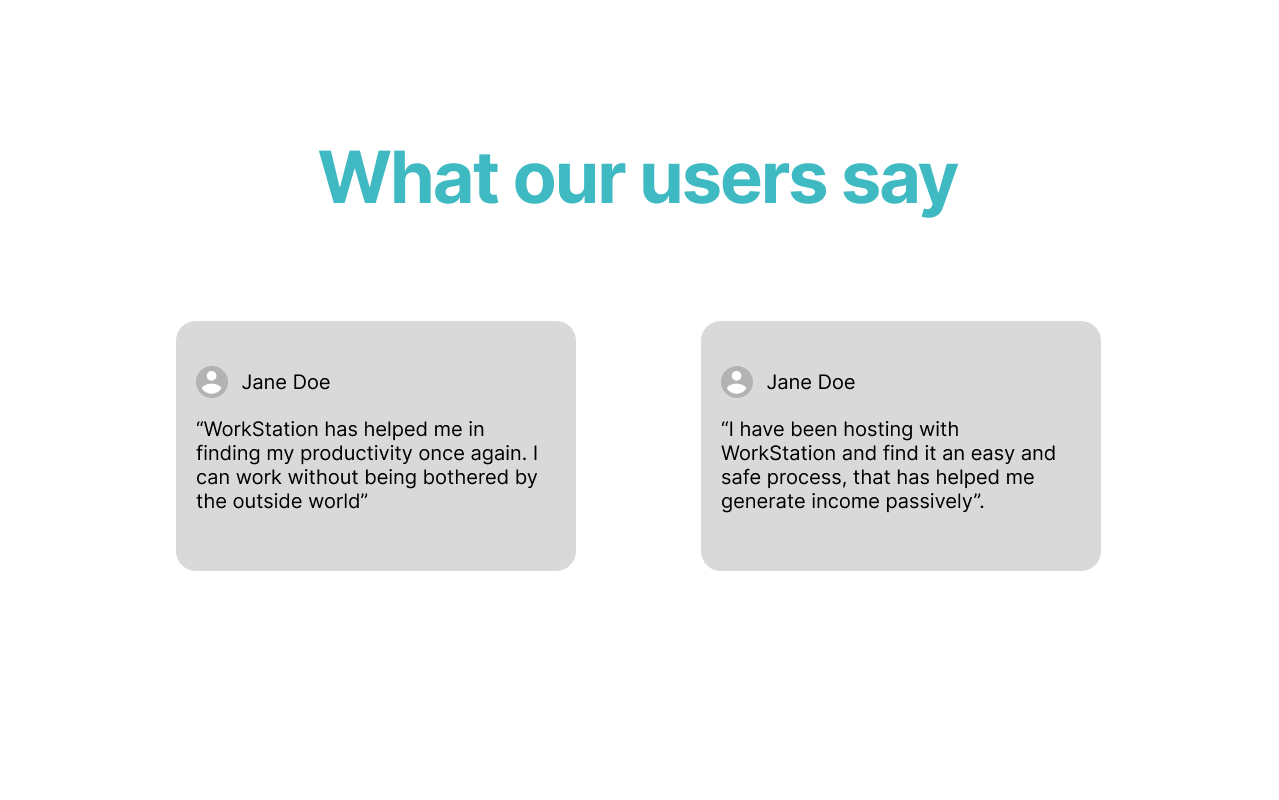 What our users say
Jane Doe
“WorkStation has helped me in
finding my productivity once again. I
can work without being bothered by
the outside world”
Jane Doe
“I have been hosting with
WorkStation and find it an easy and
safe process, that has helped me
generate income passively”.